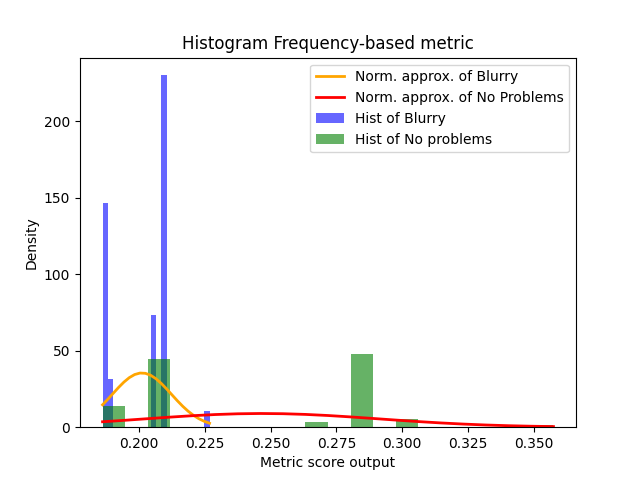 Histogram Frequency-based metric
Norm. approx. of Blurry
Norm. approx. of No Problems
Hist of Blurry
Hist of No problems
200
150
100
50
0
Density
0.200 0.225 0.250 0.275 0.300 0.325 0.350
Metric score output